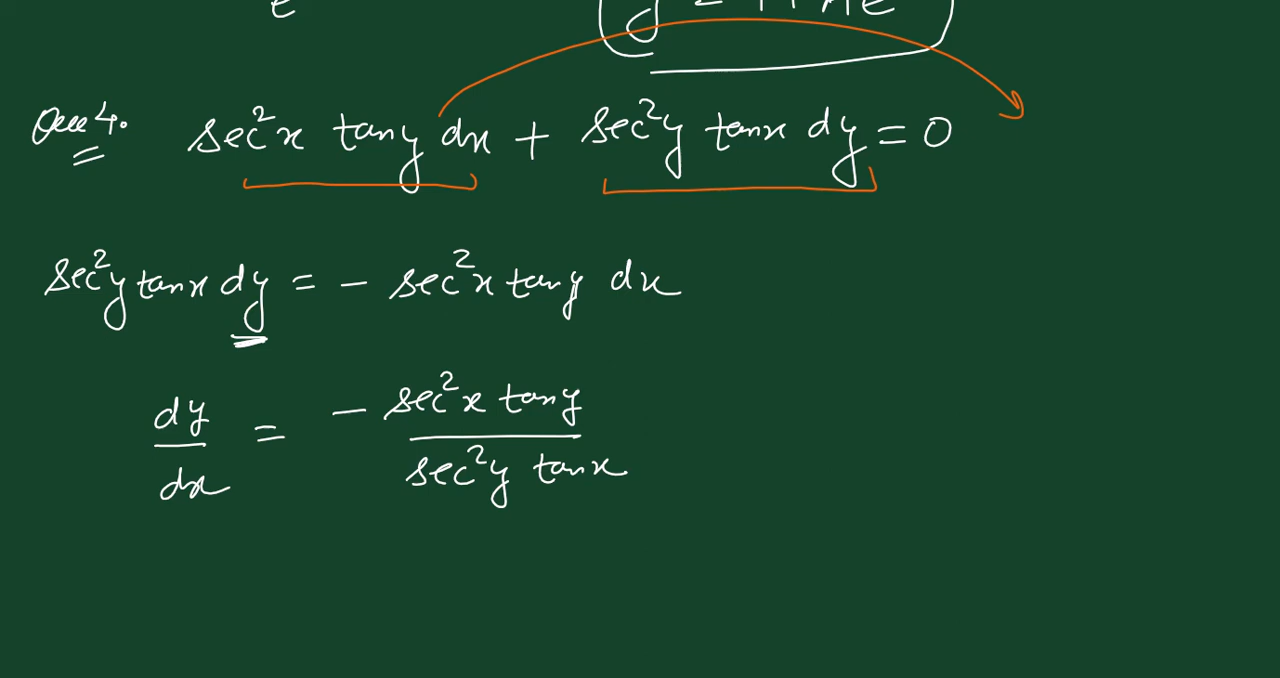 Que 4. sec²x tany dx + sec²y tanx dy = 0
sec²y tanx dy = - sec²x tany dx
dy/dx = - sec²x tany / sec²y tanx